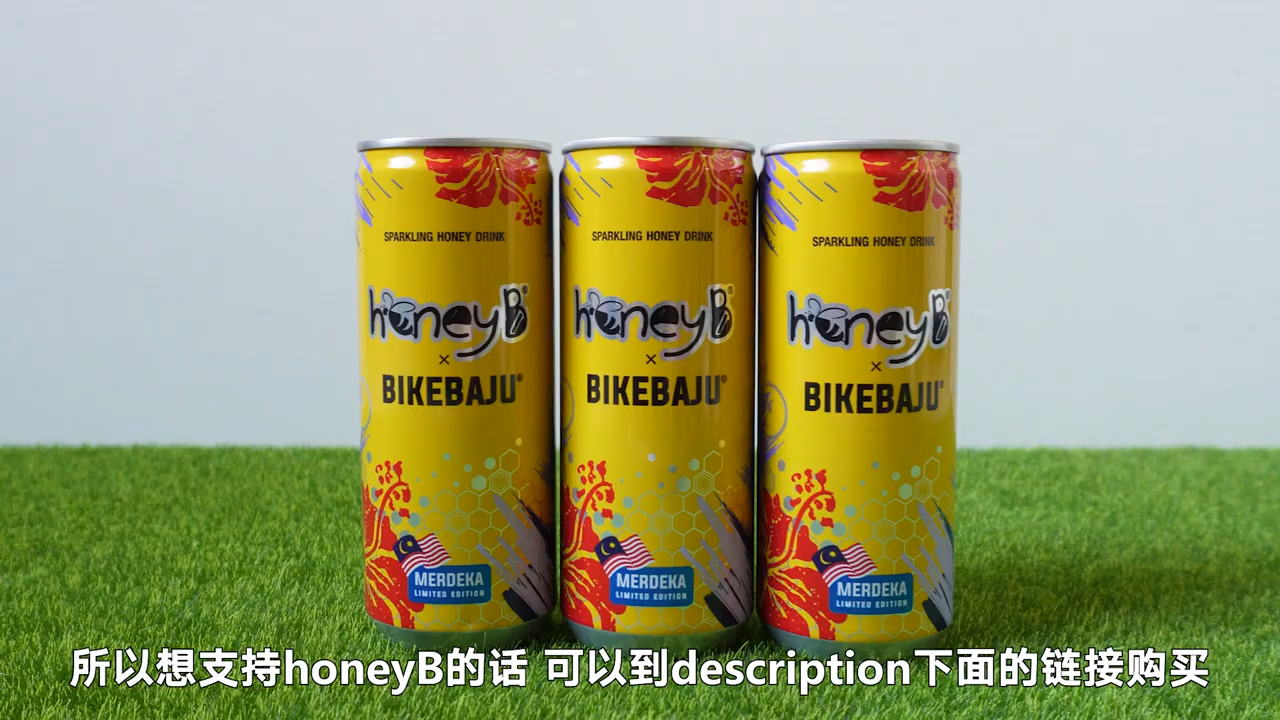 SPARKLING HONEY DRINK
honeyB®
×
BIKEBAJU®
MERDEKA
LIMITED EDITION
SPARKLING HONEY DRINK
honeyB®
×
BIKEBAJU®
MERDEKA
LIMITED EDITION
SPARKLING HONEY DRINK
honeyB®
×
BIKEBAJU®
MERDEKA
LIMITED EDITION
所以想支持honeyB的话 可以到description下面的链接购买